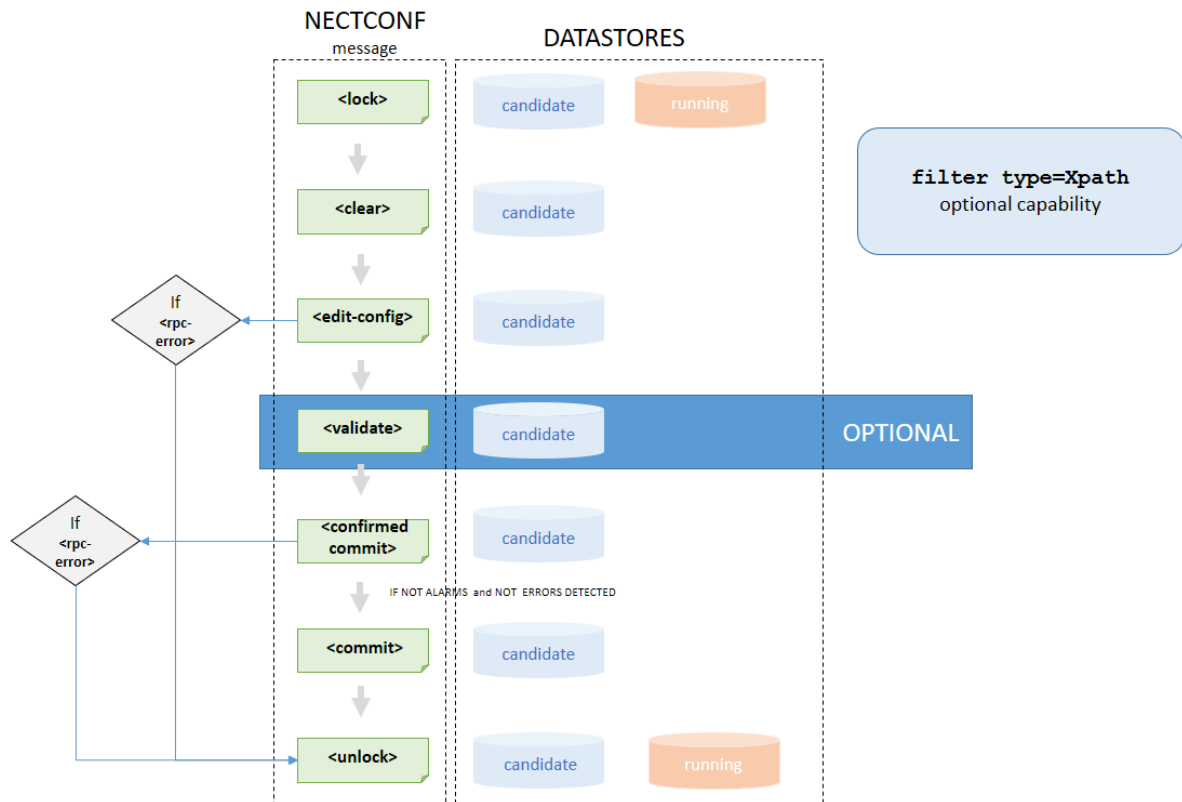 NECTCONF
message
DATASTORES
<lock>
candidate
running
filter type=Xpath
optional capability
<clear>
candidate
If
<rpc-
error>
<edit-config>
candidate
<validate>
candidate
OPTIONAL
If
<rpc-
error>
<confirmed
commit>
candidate
IF NOT ALARMS and NOT ERRORS DETECTED
<commit>
candidate
<unlock>
candidate
running